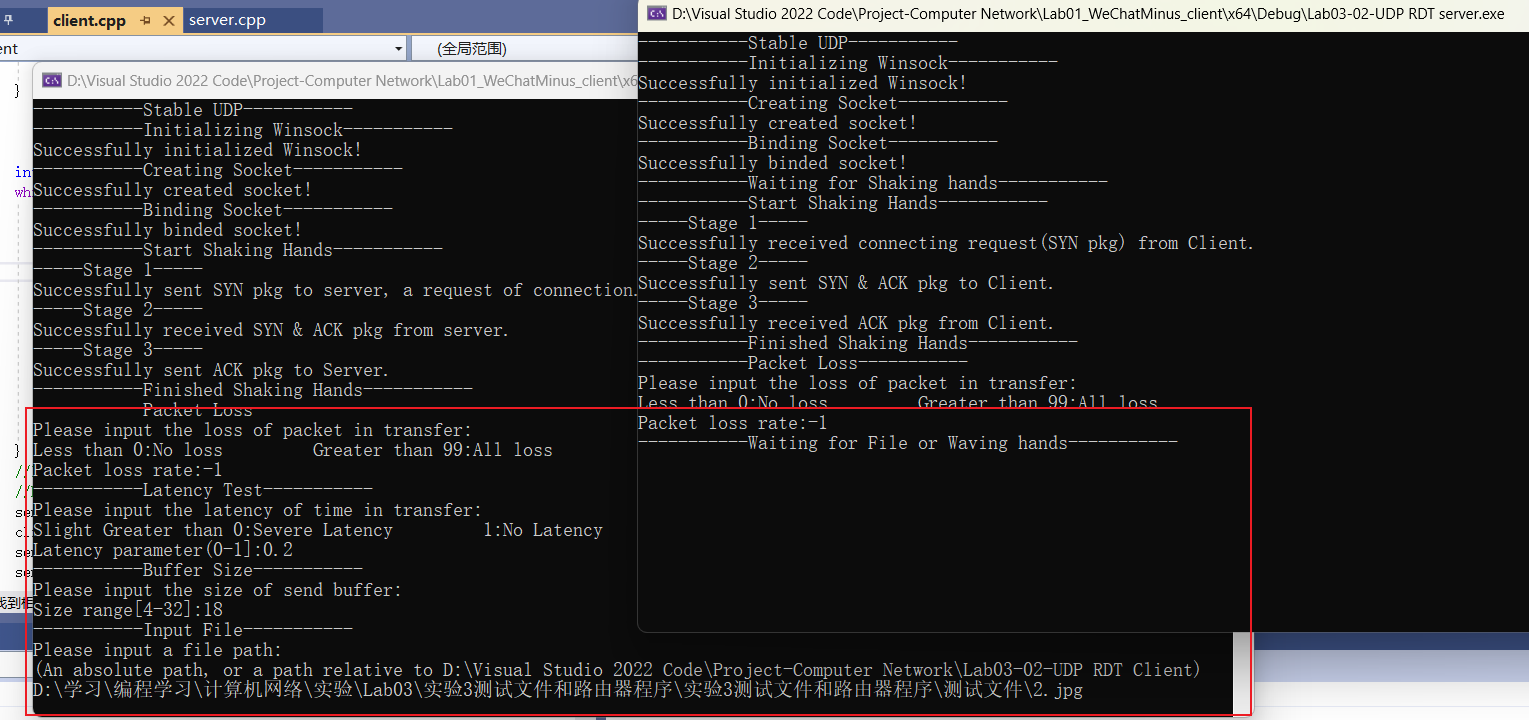 client.cpp
server.cpp
ent
(全局范围)
D:\Visual Studio 2022 Code\Project-Computer Network\Lab01_WeChatMinus_client\x6
-----------Stable UDP-----------
-----------Initializing Winsock-----------
Successfully initialized Winsock!
-----------Creating Socket-----------
Successfully created socket!
-----------Binding Socket-----------
Successfully binded socket!
-----------Start Shaking Hands-----------
-----Stage 1-----
Successfully sent SYN pkg to server, a request of connection.
-----Stage 2-----
Successfully received SYN & ACK pkg from server.
-----Stage 3-----
Successfully sent ACK pkg to Server.
-----------Finished Shaking Hands-----------
Packet Loss
Please input the loss of packet in transfer:
Less than 0:No loss         Greater than 99:All loss
Packet loss rate:-1
-----------Latency Test-----------
Please input the latency of time in transfer:
Slight Greater than 0:Severe Latency         1:No Latency
Latency parameter(0-1]:0.2
-----------Buffer Size-----------
Please input the size of send buffer:
Size range[4-32]:18
-----------Input File-----------
Please input a file path:
(An absolute path, or a path relative to D:\Visual Studio 2022 Code\Project-Computer Network\Lab03-02-UDP RDT Client)
D:\学习\编程学习\计算机网络\实验\Lab03\实验3测试文件和路由器程序\实验3测试文件和路由器程序\测试文件\2.jpg
D:\Visual Studio 2022 Code\Project-Computer Network\Lab01_WeChatMinus_client\x64\Debug\Lab03-02-UDP RDT server.exe
-----------Stable UDP-----------
-----------Initializing Winsock-----------
Successfully initialized Winsock!
-----------Creating Socket-----------
Successfully created socket!
-----------Binding Socket-----------
Successfully binded socket!
-----------Waiting for Shaking hands-----------
-----------Start Shaking Hands-----------
-----Stage 1-----
Successfully received connecting request(SYN pkg) from Client.
-----Stage 2-----
Successfully sent SYN & ACK pkg to Client.
-----Stage 3-----
Successfully received ACK pkg from Client.
-----------Finished Shaking Hands-----------
-----------Packet Loss-----------
Please input the loss of packet in transfer:
Less than 0:No loss         Greater than 99:All loss
Packet loss rate:-1
-----------Waiting for File or Waving hands-----------